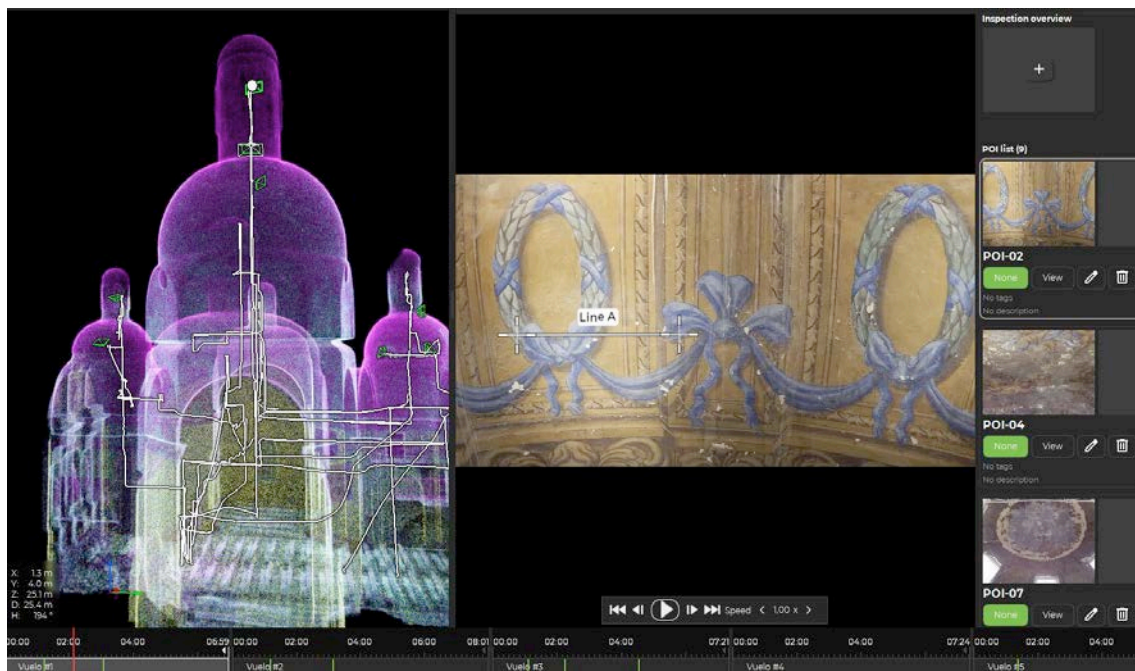 Inspection overview
+
POI list (9)
POI-02
None View
No tags
No description
Line A
POI-04
None View
No tags
No description
POI-07
None View
X: 1.3 m
Y: 4.0 m
Z: 25.1 m
D: 25.4 m
H: 194 °
Speed < 1.00 x >
00:00 02:00 04:00 05:59 00:00 02:00 04:00 06:00 08:01 00:00 02:00 04:00 07:21 00:00 02:00 04:00 07:24 00:00 02:00 04:00
Vuelo #1 Vuelo #2 Vuelo #3 Vuelo #4 Vuelo #5